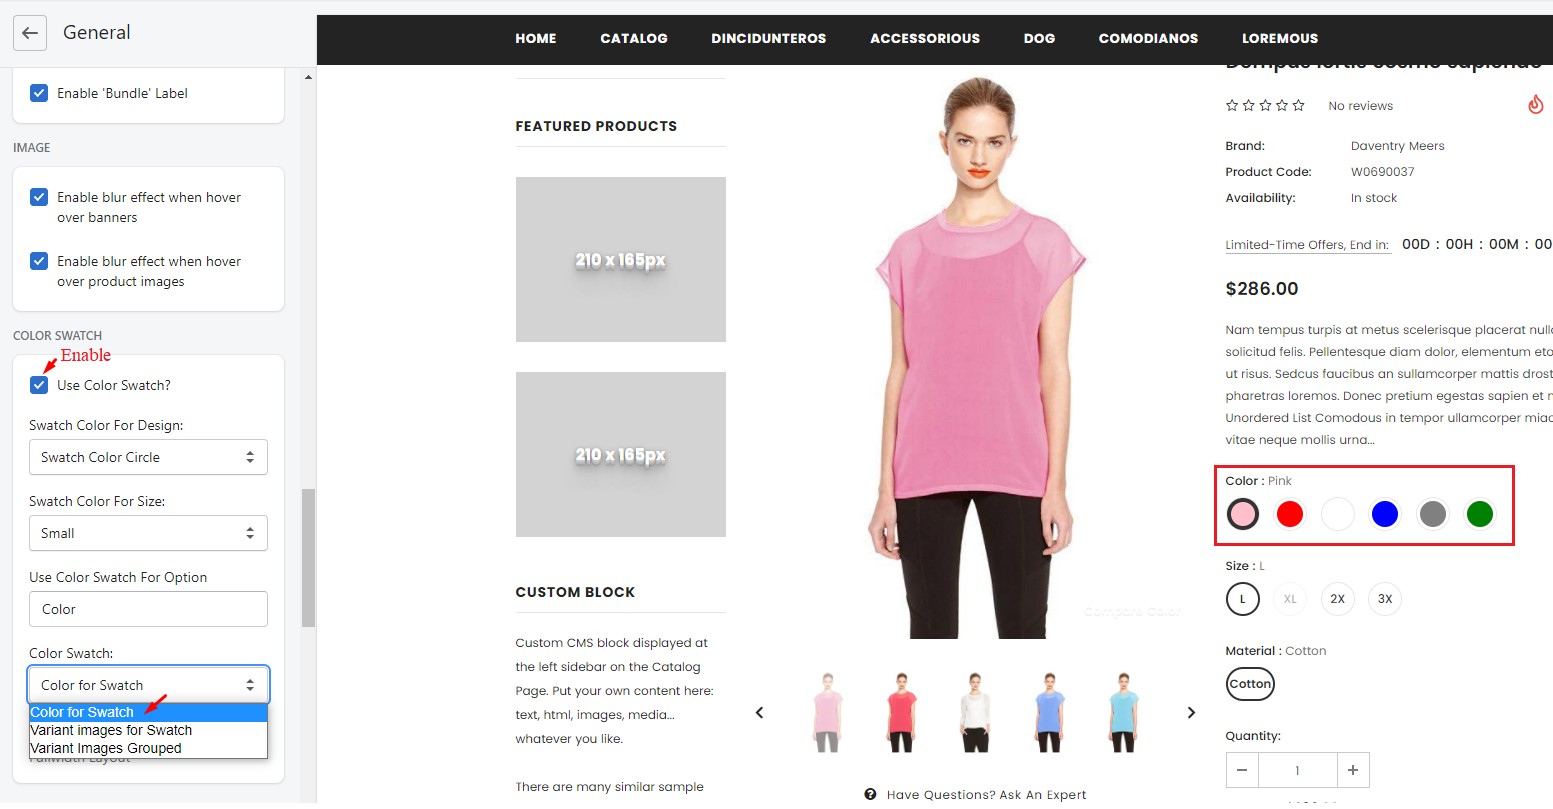 General
Enable 'Bundle' Label
IMAGE
Enable blur effect when hover
over banners
Enable blur effect when hover
over product images
COLOR SWATCH
Enable
Use Color Swatch?
Swatch Color For Design:
Swatch Color Circle
Swatch Color For Size:
Small
Use Color Swatch For Option
Color
Color Swatch:
Color for Swatch
Color for Swatch
Variant images for Swatch
Variant Images Grouped
Fullwidth Layout
HOME CATALOG DINCIDUNTEROS ACCESSORIOUS DOG COMODIANOS LOREMOUS
FEATURED PRODUCTS
210 x 165px
210 x 165px
CUSTOM BLOCK
Custom CMS block displayed at
the left sidebar on the Catalog
Page. Put your own content here:
text, html, images, media...
whatever you like.
There are many similar sample
Compare Color
Have Questions? Ask An Expert
Dempus fortis cosmo sapiendo
No reviews
Brand: Daventry Meers
Product Code: W0690037
Availability: In stock
Limited-Time Offers, End in: 00D : 00H : 00M : 00
$286.00
Nam tempus turpis at metus scelerisque placerat nulla
solicitud felis. Pellentesque diam dolor, elementum eto
ut risus. Sedcus faucibus an sullamcorper mattis drost
pharetras loremos. Donec pretium egestas sapien et m
Unordered List Comodous in tempor ullamcorper miac
vitae neque mollis urna...
Color : Pink
Size : L
L XL 2X 3X
Material : Cotton
Cotton
Quantity:
1